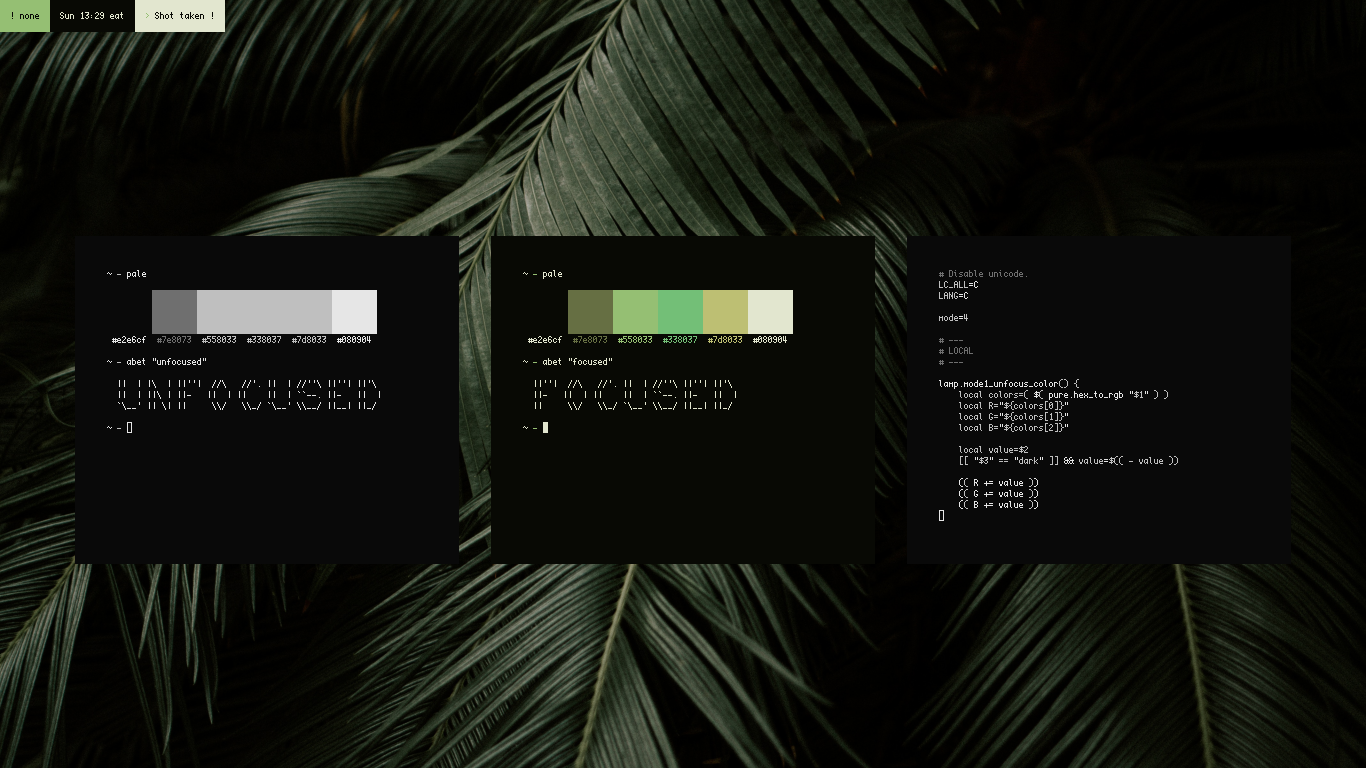 ! none Sun 13:29 eat > Shot taken !
~ - pale
#e2e6cf #7e8073 #558033 #338037 #7d8033 #080904
~ - abet "unfocused"
UNFOCUSED
~ -
~ - pale
#e2e6cf #7e8073 #558033 #338037 #7d8033 #080904
~ - abet "focused"
FOCUSED
~ -
# Disable unicode.
LC_ALL=C
LANG=C
mode=4
# ---
# LOCAL
# ---
lamp.mode1_unfocus_color() {
local colors=( $( pure.hex_to_rgb "$1" ) )
local R="${colors[0]}"
local G="${colors[1]}"
local B="${colors[2]}"
local value=$2
[[ "$3" == "dark" ]] && value=$(( - value ))
(( R += value ))
(( G += value ))
(( B += value ))